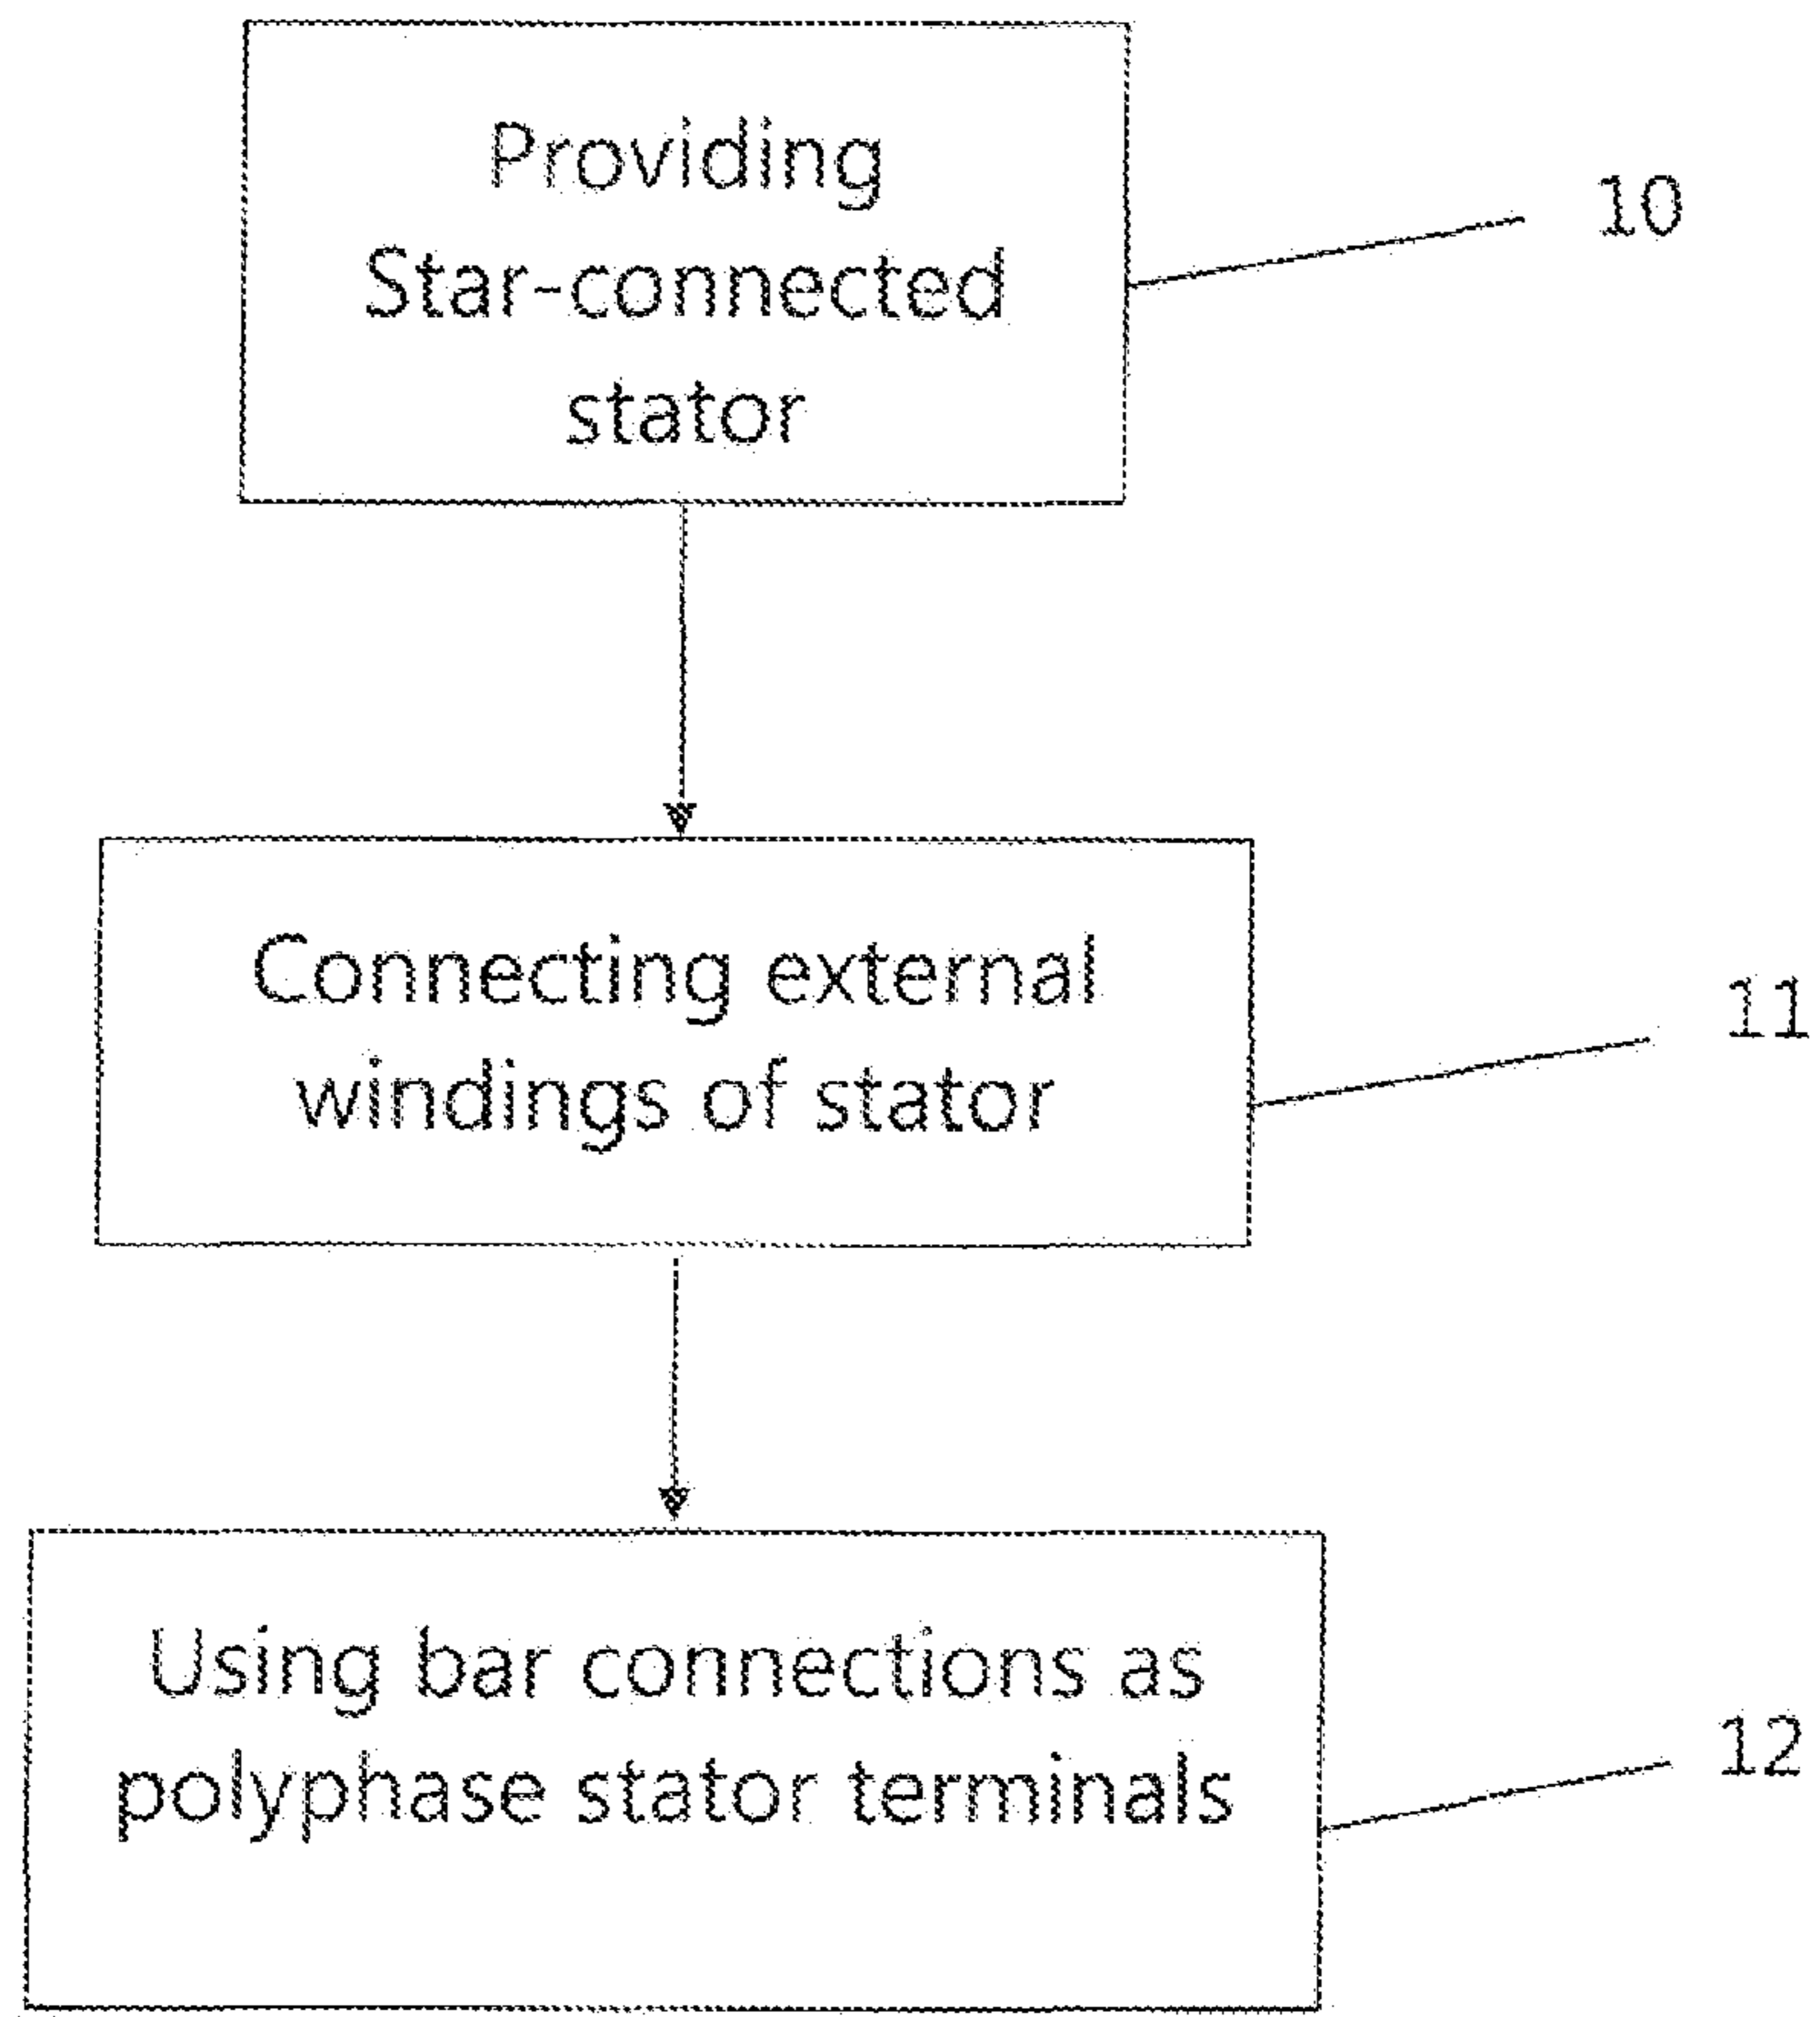 Providing
Star-connected
stator
10
Connecting external
windings of stator
11
Using bar connections as
polyphase stator terminals
12